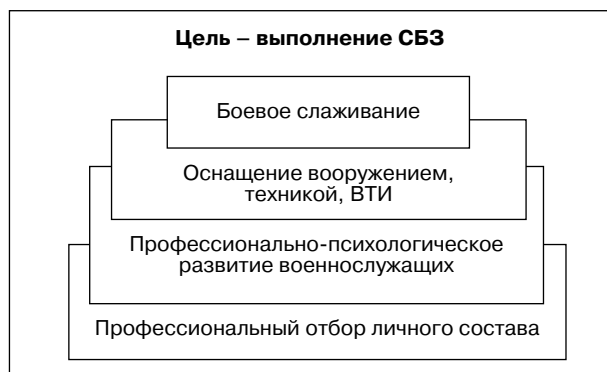 Цель – выполнение СБЗ
Боевое слаживание
Оснащение вооружением,
техникой, ВТИ
Профессионально-психологическое
развитие военнослужащих
Профессиональный отбор личного состава